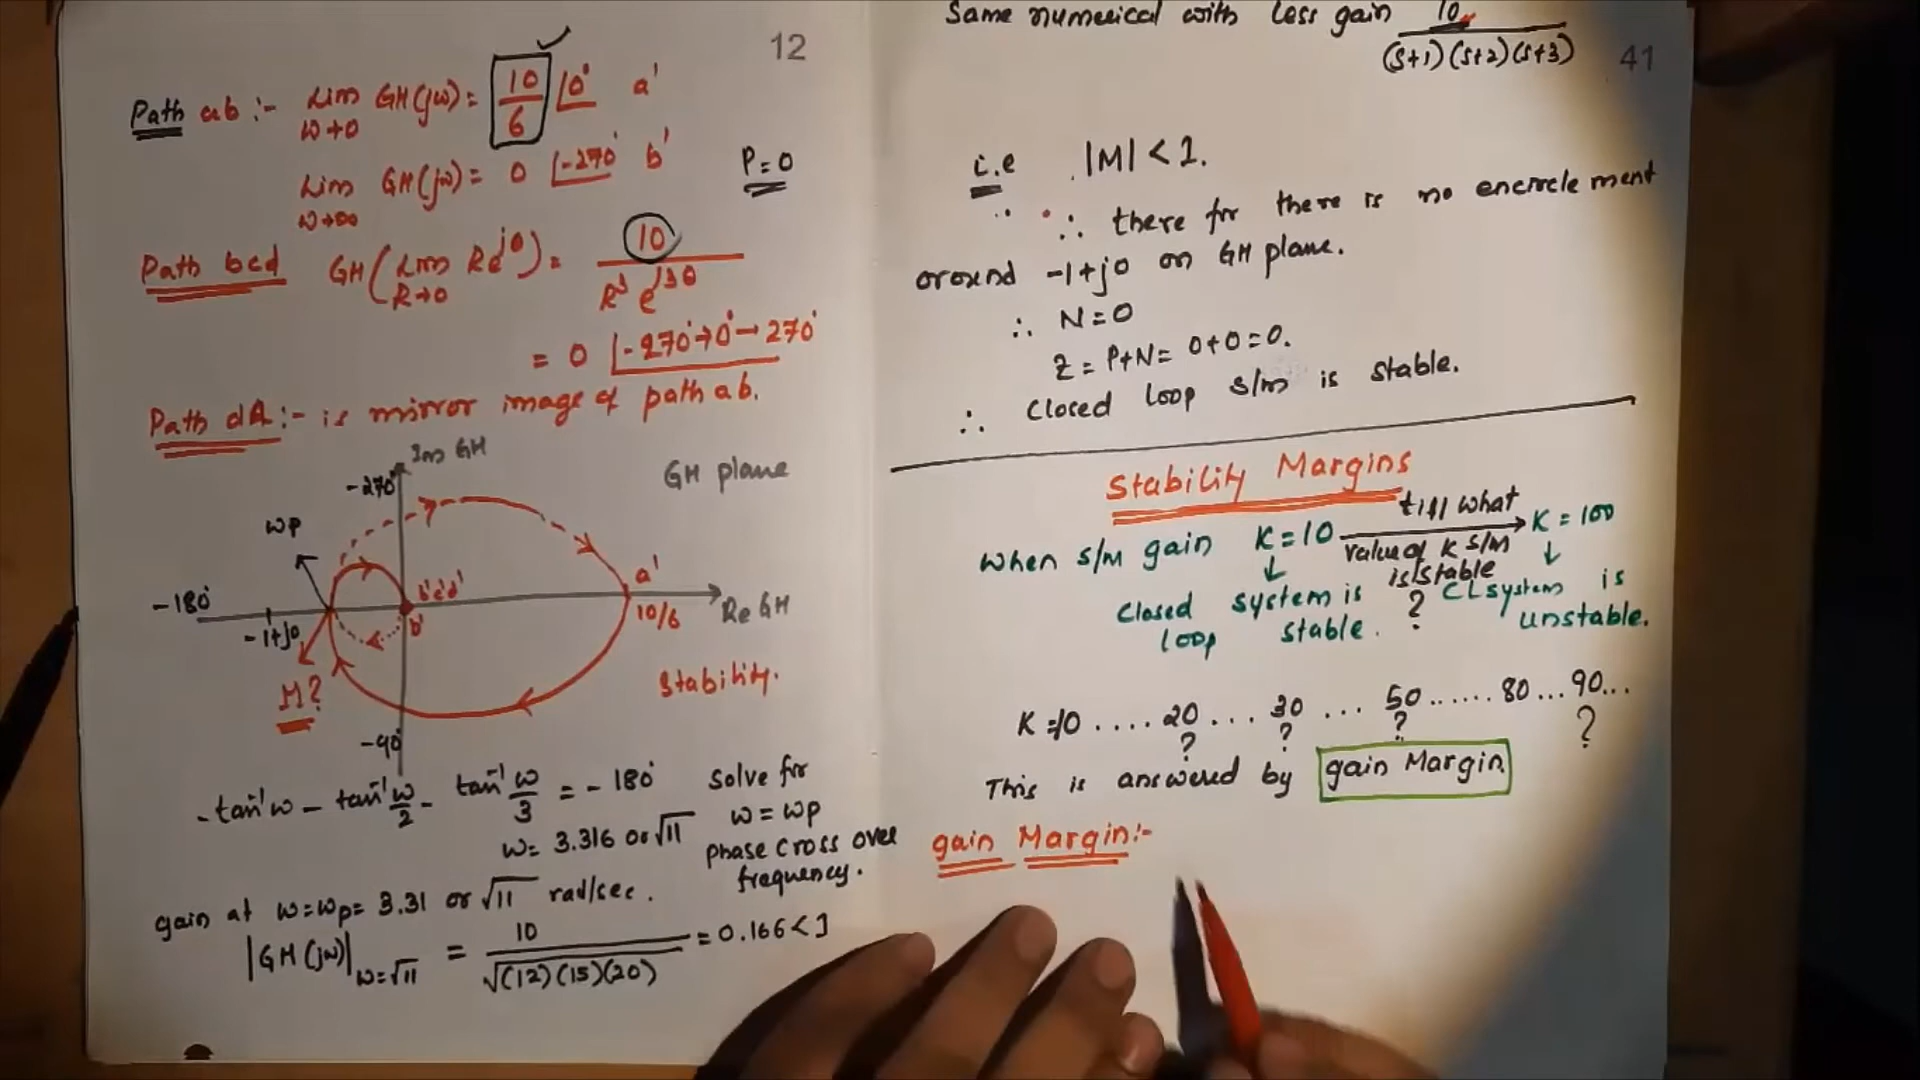 12
Path ab :- Lim GH(jω) = 10/6 ∠0° a'
ω→0
Lim GH(jω) = 0 ∠-270° b'
ω→∞
P=0
Path bcd GH(Lim Re^jθ) = 10
R→0 R³ e^j3θ
= 0 ∠-270°→0→270°
Path dA :- is mirror image of path ab.
Im GH
GH plane
-270°
ωp
-180°
-1+j0
b'c'd'
b'
a'
10/6
Re GH
M?
Stability.
-90°
- tan⁻¹ω - tan⁻¹ω/2 - tan⁻¹ω/3 = -180° Solve for
ω = ωp
ω = 3.316 or √11 phase cross over
frequency.
gain at ω=ωp= 3.31 or √11 rad/sec.
|GH(jω)|ω=√11 = 10/√(12)(15)(20) = 0.166 < 1
Same numerical with less gain 10
(s+1)(s+2)(s+3)
41
i.e |M| < 1.
∴ there for there is no encirclement
around -1+j0 on GH plane.
∴ N=0
Z = P+N = 0+0=0.
∴ Closed loop s/m is stable.
Stability Margins
When s/m gain K=10 till what K = 100
value of K s/m
is stable
?
Closed system is
loop stable.
CL system is
unstable.
K=10 .... 20 ... 30 ... 50 ...... 80 ... 90...
? ? ? ?
This is answered by gain Margin
gain Margin:-